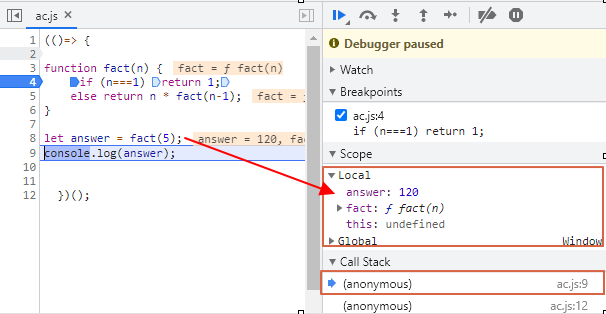 ac.js
1 (()=> {
2
3 function fact(n) { fact = ƒ fact(n)
4 if (n===1) return 1;
5 else return n * fact(n-1); fact = ƒ
6 }
7
8 let answer = fact(5); answer = 120, fac
9 console.log(answer);
10
11
12 })();
Debugger paused
Watch
Breakpoints
ac.js:4
if (n===1) return 1;
Scope
Local
answer: 120
fact: ƒ fact(n)
this: undefined
Global Window
Call Stack
(anonymous) ac.js:9
(anonymous) ac.js:12